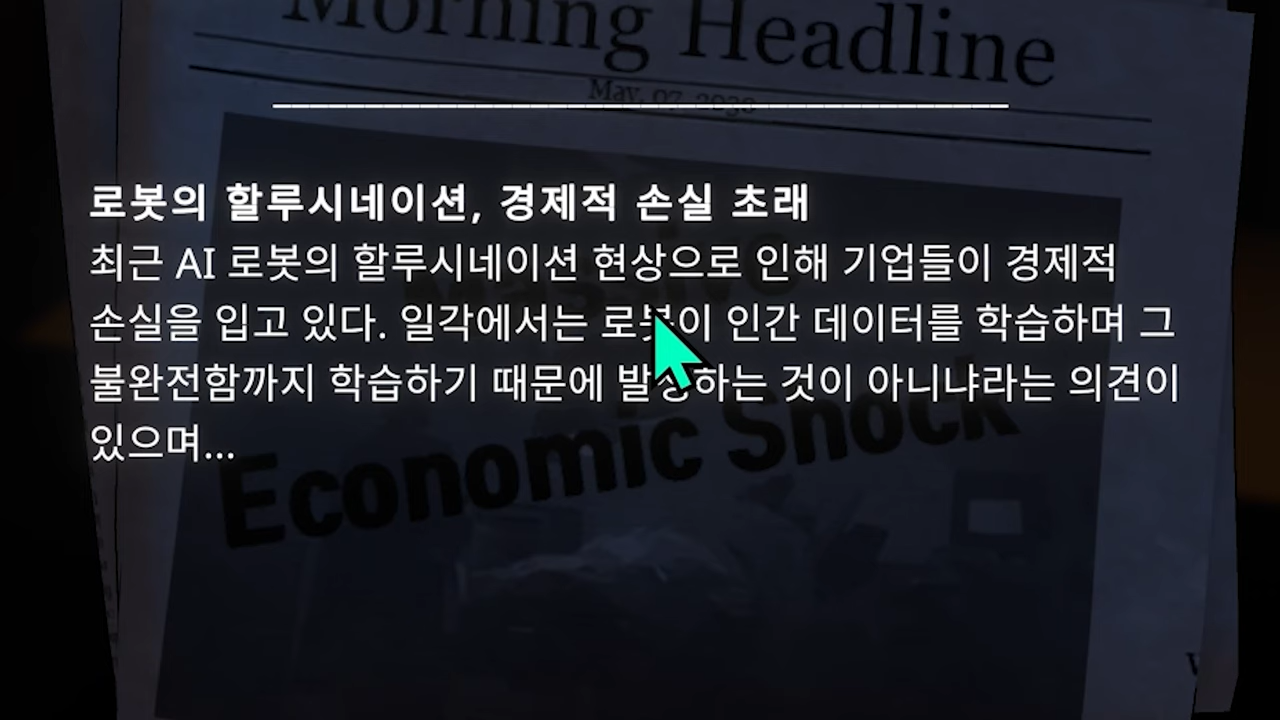 Morning Headline
May, 07, 2030
로봇의 할루시네이션, 경제적 손실 초래
최근 AI 로봇의 할루시네이션 현상으로 인해 기업들이 경제적
손실을 입고 있다. 일각에서는 로봇이 인간 데이터를 학습하며 그
불완전함까지 학습하기 때문에 발생하는 것이 아니냐라는 의견이
있으며...
Massive
Economic Shock